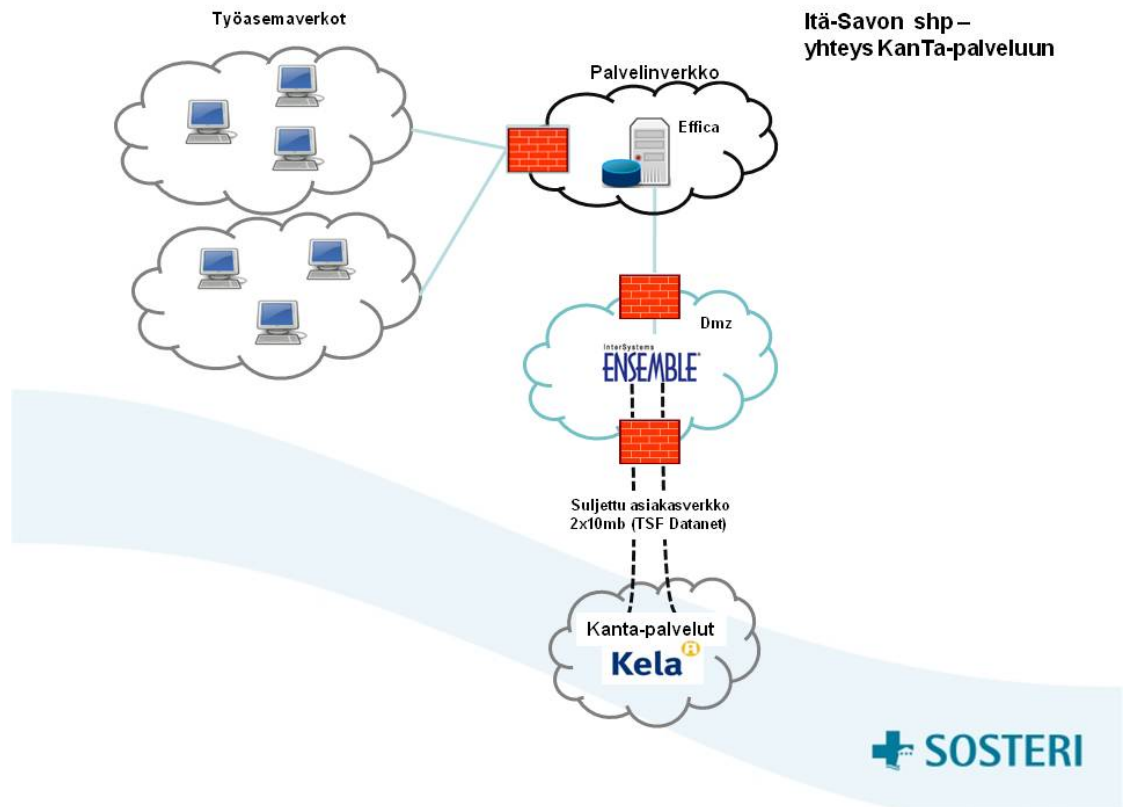 Työasemaverkot
Itä-Savon shp –
yhteys KanTa-palveluun
Palvelinverkko
Effica
Dmz
InterSystems
ENSEMBLE
Suljettu asiakasverkko
2x10mb (TSF Datanet)
Kanta-palvelut
Kela
SOSTERI